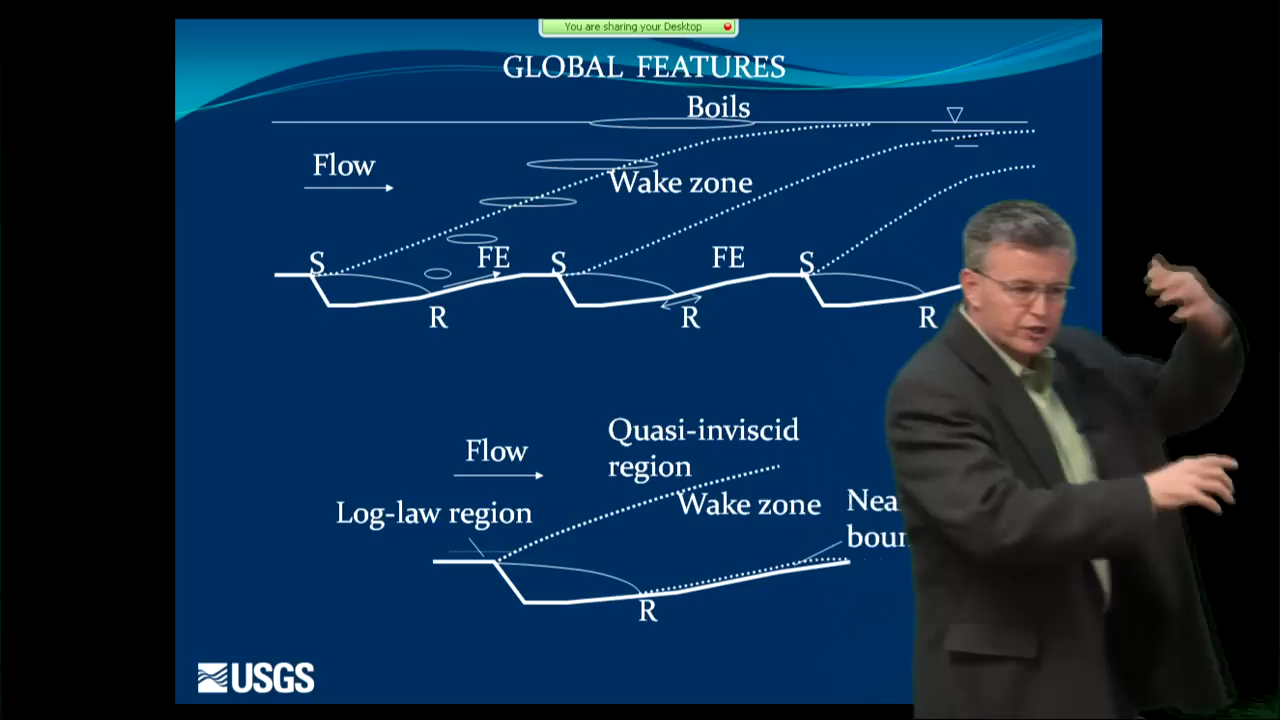 You are sharing your Desktop
GLOBAL FEATURES
Boils
Flow
Wake zone
S
FE
S
FE
S
R
R
R
Flow
Quasi-inviscid
region
Wake zone
Log-law region
R
USGS